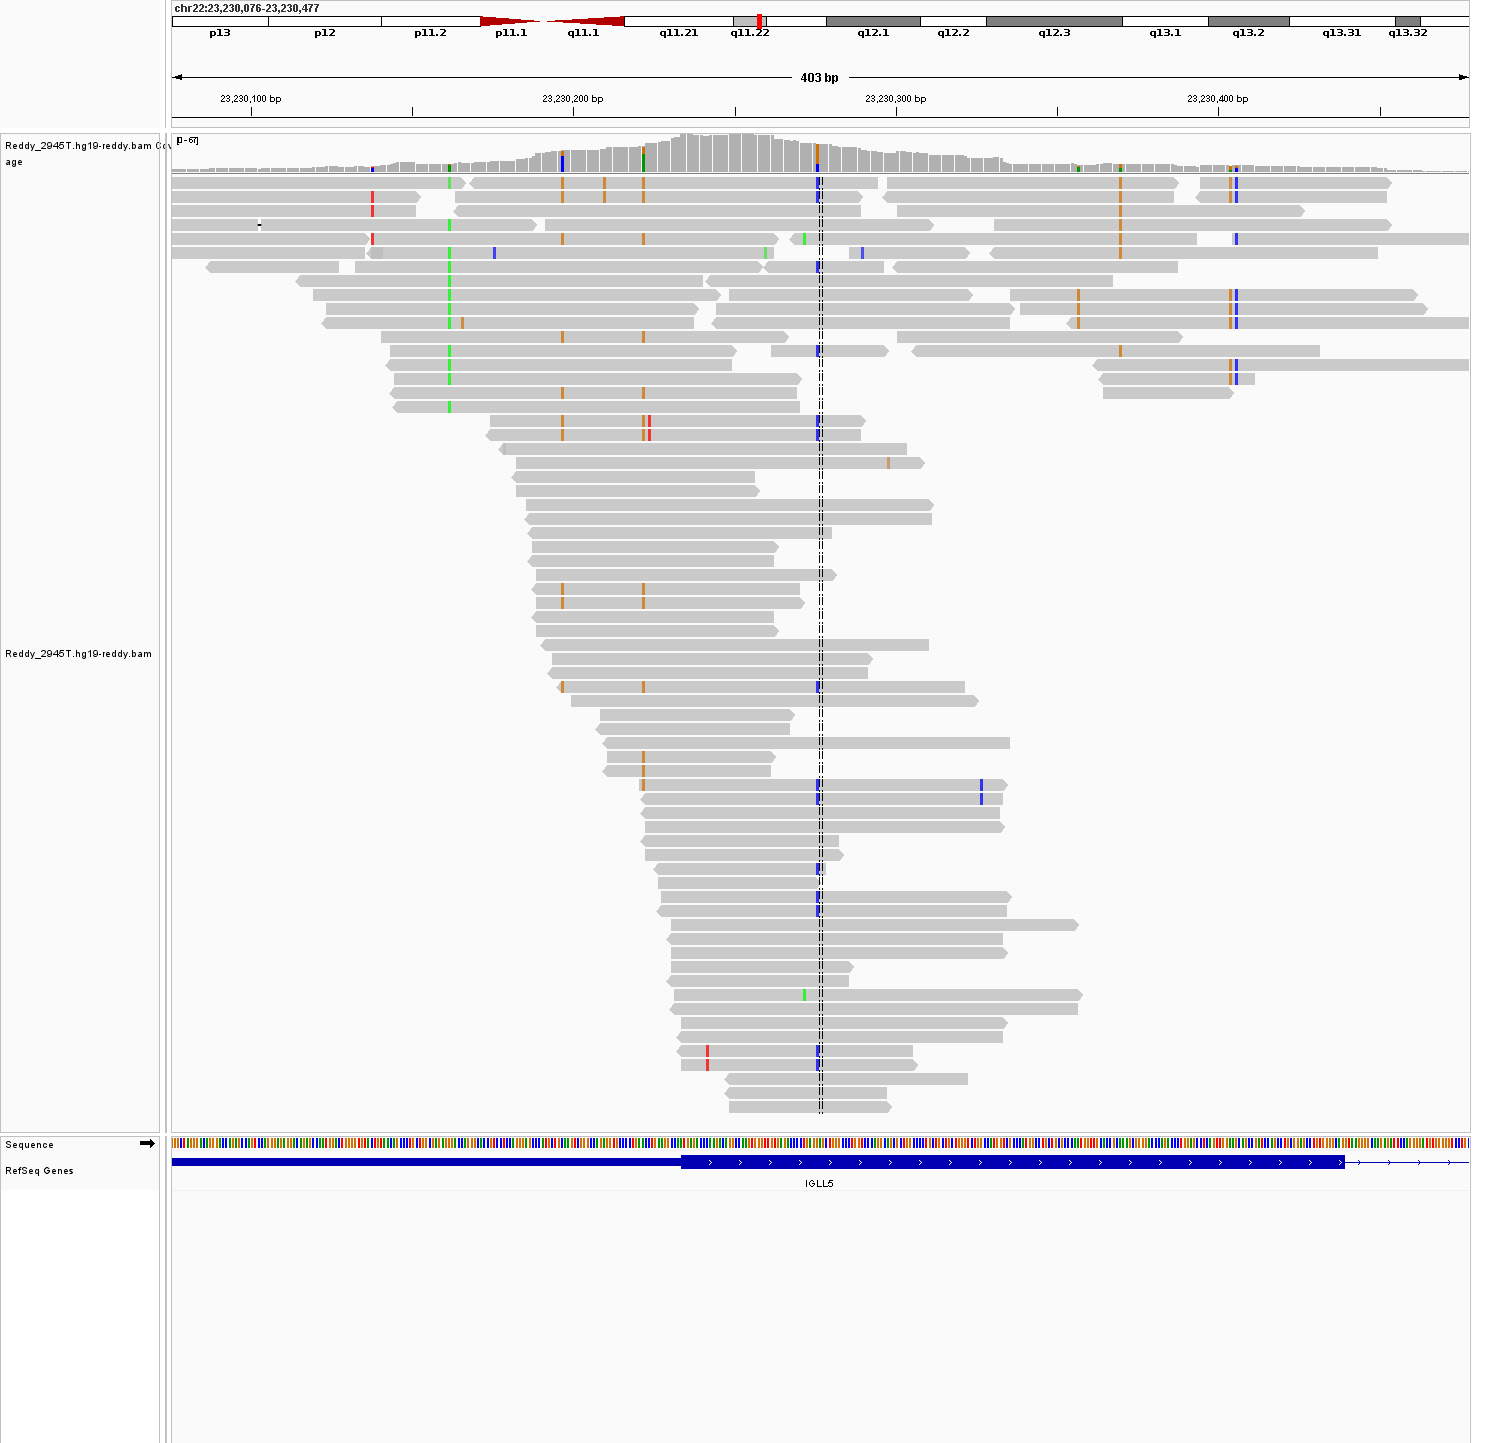 chr22:23,230,076-23,230,477
p13 p12 p11.2 p11.1 q11.1 q11.21 q11.22 q12.1 q12.2 q12.3 q13.1 q13.2 q13.31 q13.32
403 bp
23,230,100 bp 23,230,200 bp 23,230,300 bp 23,230,400 bp
[0 - 67]
Reddy_2945T.hg19-reddy.bam Cov
age
Reddy_2945T.hg19-reddy.bam
Sequence
RefSeq Genes
IGLL5